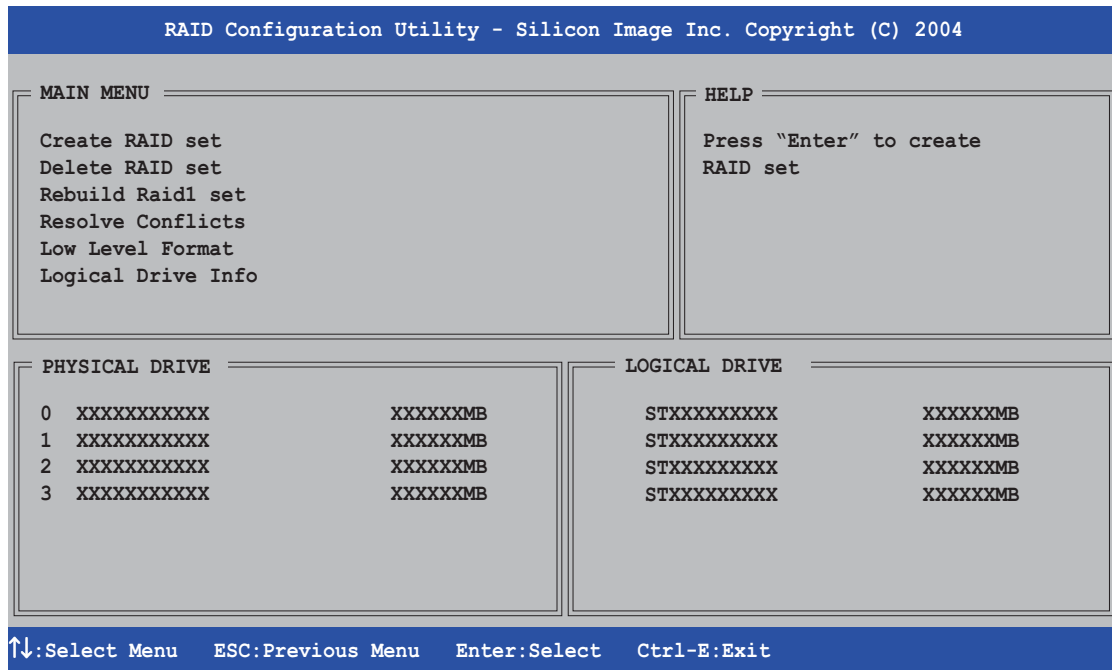 RAID Configuration Utility - Silicon Image Inc. Copyright (C) 2004
MAIN MENU
Create RAID set
Delete RAID set
Rebuild Raid1 set
Resolve Conflicts
Low Level Format
Logical Drive Info
HELP
Press “Enter” to create
RAID set
PHYSICAL DRIVE
0 XXXXXXXXXXX XXXXXXMB
1 XXXXXXXXXXX XXXXXXMB
2 XXXXXXXXXXX XXXXXXMB
3 XXXXXXXXXXX XXXXXXMB
LOGICAL DRIVE
STXXXXXXXXX XXXXXXMB
STXXXXXXXXX XXXXXXMB
STXXXXXXXXX XXXXXXMB
STXXXXXXXXX XXXXXXMB
↑↓:Select Menu ESC:Previous Menu Enter:Select Ctrl-E:Exit